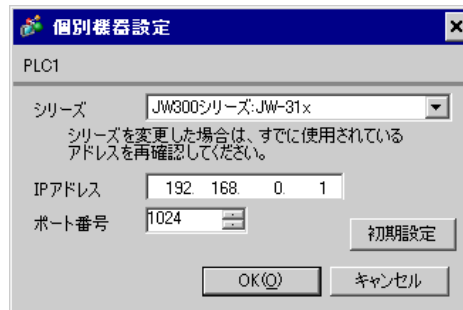 個別機器設定
PLC1
シリーズ JW300シリーズ:JW-31x
シリーズを変更した場合は、すでに使用されている
アドレスを再確認してください。
IPアドレス 192. 168. 0. 1
ポート番号 1024
初期設定
OK(O) キャンセル